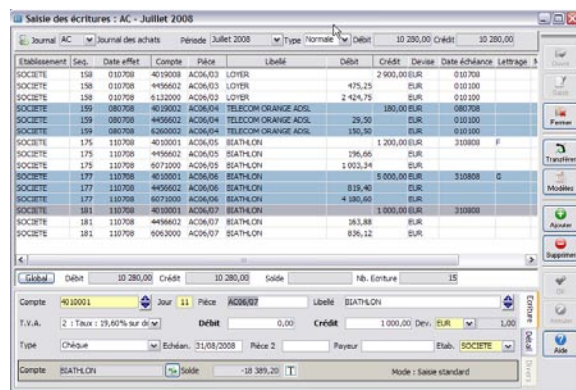 Saisie des écritures : AC - Juillet 2008
Journal AC Journal des achats Période Juillet 2008 Type Normale Débit 10 280,00 Crédit 10 280,00
Etablissement Seq. Date effet Compte Pièce Libellé Débit Crédit Devise Date échéance Lettrage
SOCIETE 158 010708 4019008 AC06/03 LOYER 2 900,00 EUR 010708
SOCIETE 158 010708 4456602 AC06/03 LOYER 475,25 EUR 010100
SOCIETE 158 010708 6132000 AC06/03 LOYER 2 424,75 EUR 010100
SOCIETE 159 080708 4019002 AC06/04 TELECOM ORANGE ADSL 180,00 EUR 080708
SOCIETE 159 080708 4456602 AC06/04 TELECOM ORANGE ADSL 29,50 EUR 010100
SOCIETE 159 080708 6260002 AC06/04 TELECOM ORANGE ADSL 150,50 EUR 010100
SOCIETE 175 110708 4010001 AC06/05 BIATHLON 1 200,00 EUR 310808 F
SOCIETE 175 110708 4456602 AC06/05 BIATHLON 196,66 EUR
SOCIETE 175 110708 6071000 AC06/05 BIATHLON 1 003,34 EUR
SOCIETE 177 110708 4010001 AC06/06 BIATHLON 5 000,00 EUR 310808 G
SOCIETE 177 110708 4456602 AC06/06 BIATHLON 819,40 EUR
SOCIETE 177 110708 6071000 AC06/06 BIATHLON 4 180,60 EUR
SOCIETE 181 110708 4010001 AC06/07 BIATHLON 1 000,00 EUR 310808
SOCIETE 181 110708 4456602 AC06/07 BIATHLON 163,88 EUR
SOCIETE 181 110708 6063000 AC06/07 BIATHLON 836,12 EUR
Global Débit 10 280,00 Crédit 10 280,00 Solde Nb. Ecriture 15
Compte 4010001 Jour 11 Pièce AC06/07 Libellé BIATHLON
T.V.A. 2 : Taux : 19,60% sur Débit 0,00 Crédit 1 000,00 Dev. EUR 1,00
Type Chèque Echéan. 31/08/2008 Pièce 2 Payeur Etab. SOCIETE
Compte BIATHLON Solde -18 389,20 T Mode : Saisie standard
Ecriture
Détail
Divers
Ouvrir
Fermer
Transférer
Modèles
Ajouter
Supprimer
OK
Annuler
Aide